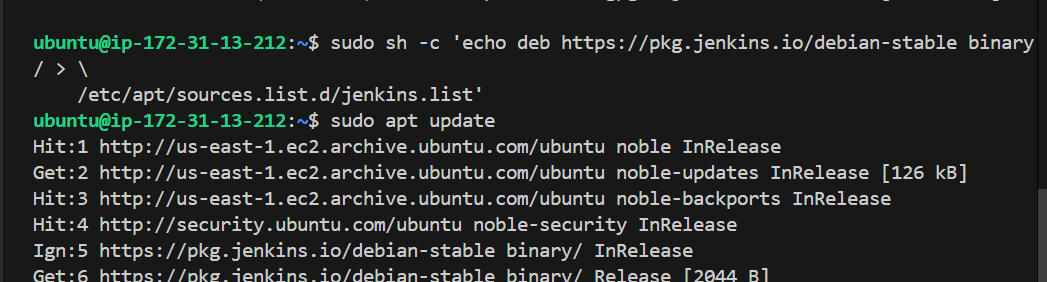 ubuntu@ip-172-31-13-212:~$ sudo sh -c 'echo deb https://pkg.jenkins.io/debian-stable binary
/ > \
    /etc/apt/sources.list.d/jenkins.list'
ubuntu@ip-172-31-13-212:~$ sudo apt update
Hit:1 http://us-east-1.ec2.archive.ubuntu.com/ubuntu noble InRelease
Get:2 http://us-east-1.ec2.archive.ubuntu.com/ubuntu noble-updates InRelease [126 kB]
Hit:3 http://us-east-1.ec2.archive.ubuntu.com/ubuntu noble-backports InRelease
Hit:4 http://security.ubuntu.com/ubuntu noble-security InRelease
Ign:5 https://pkg.jenkins.io/debian-stable binary/ InRelease
Get:6 https://pkg.jenkins.io/debian-stable binary/ Release [2044 B]